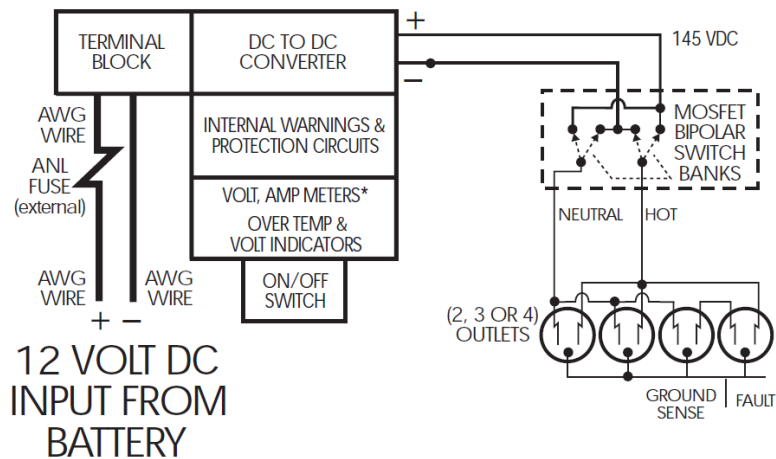 TERMINAL
BLOCK
DC TO DC
CONVERTER
+
−
145 VDC
AWG
WIRE
ANL
FUSE
(external)
INTERNAL WARNINGS &
PROTECTION CIRCUITS
MOSFET
BIPOLAR
SWITCH
BANKS
VOLT, AMP METERS*
OVER TEMP &
VOLT INDICATORS
NEUTRAL
HOT
AWG
WIRE
AWG
WIRE
ON/OFF
SWITCH
+ −
(2, 3 OR 4)
OUTLETS
12 VOLT DC
INPUT FROM
BATTERY
GROUND
SENSE
FAULT